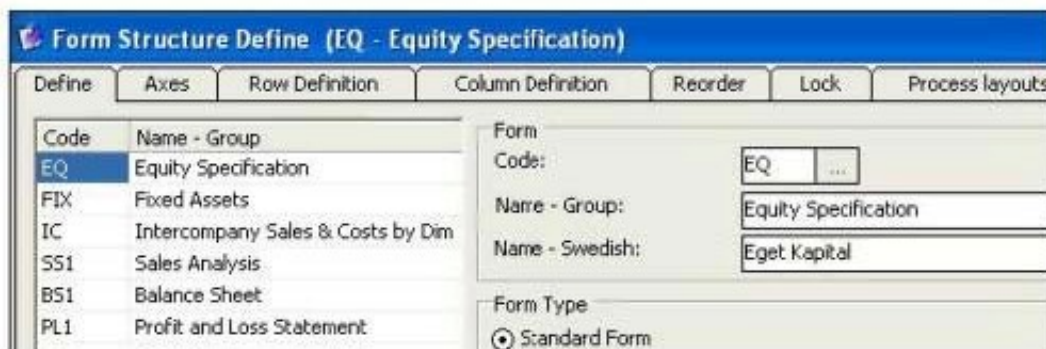 Form Structure Define (EQ - Equity Specification)
Define Axes Row Definition Column Definition Reorder Lock Process layouts
Code Name - Group
EQ Equity Specification
FIX Fixed Assets
IC Intercompany Sales & Costs by Dim
SS1 Sales Analysis
BS1 Balance Sheet
PL1 Profit and Loss Statement
Form
Code: EQ ...
Name - Group: Equity Specification
Name - Swedish: Eget Kapital
Form Type
Standard Form